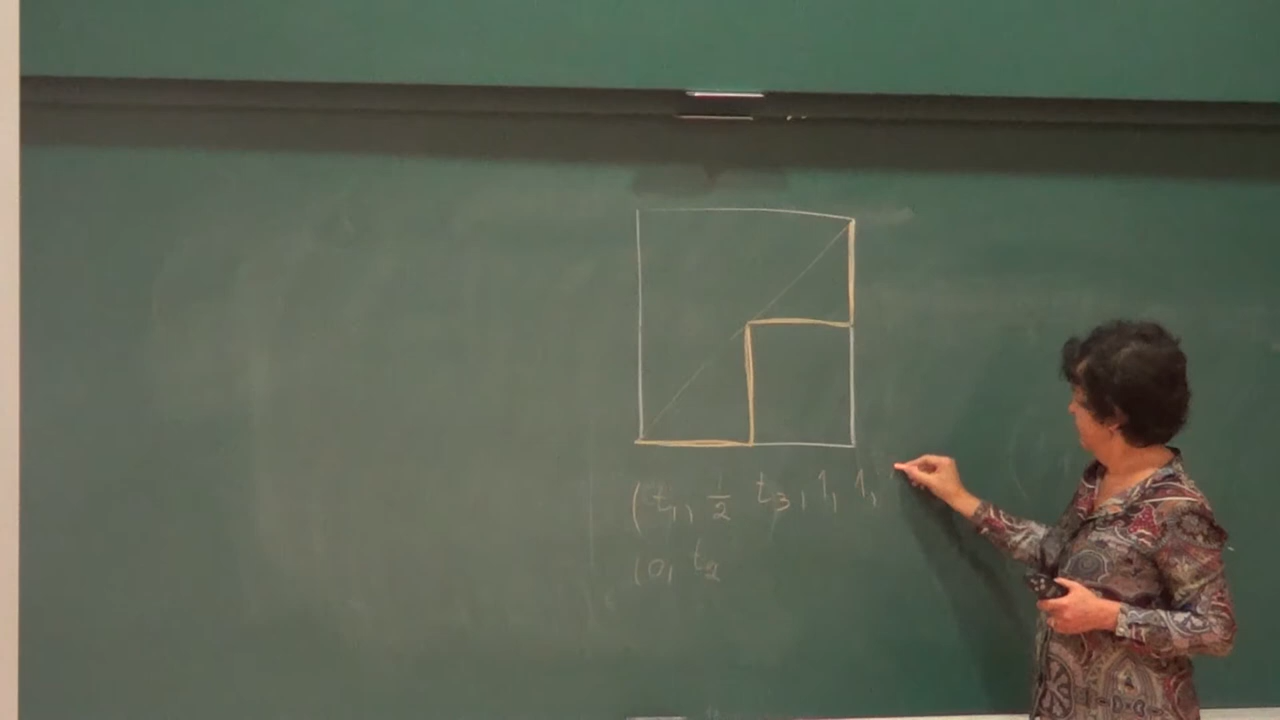 (t₁, 1/2 t₃, 1, 1,
(0, t₂